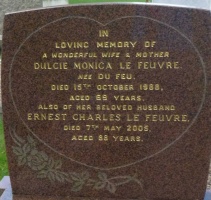 IN
LOVING MEMORY OF
A WONDERFUL WIFE & MOTHER
DULCIE MONICA LE FEUVRE,
NÉE DU FEU,
DIED 15TH OCTOBER 1988,
AGED 69 YEARS.
ALSO OF HER BELOVED HUSBAND
ERNEST CHARLES LE FEUVRE,
DIED 7TH MAY 2005,
AGED 88 YEARS.